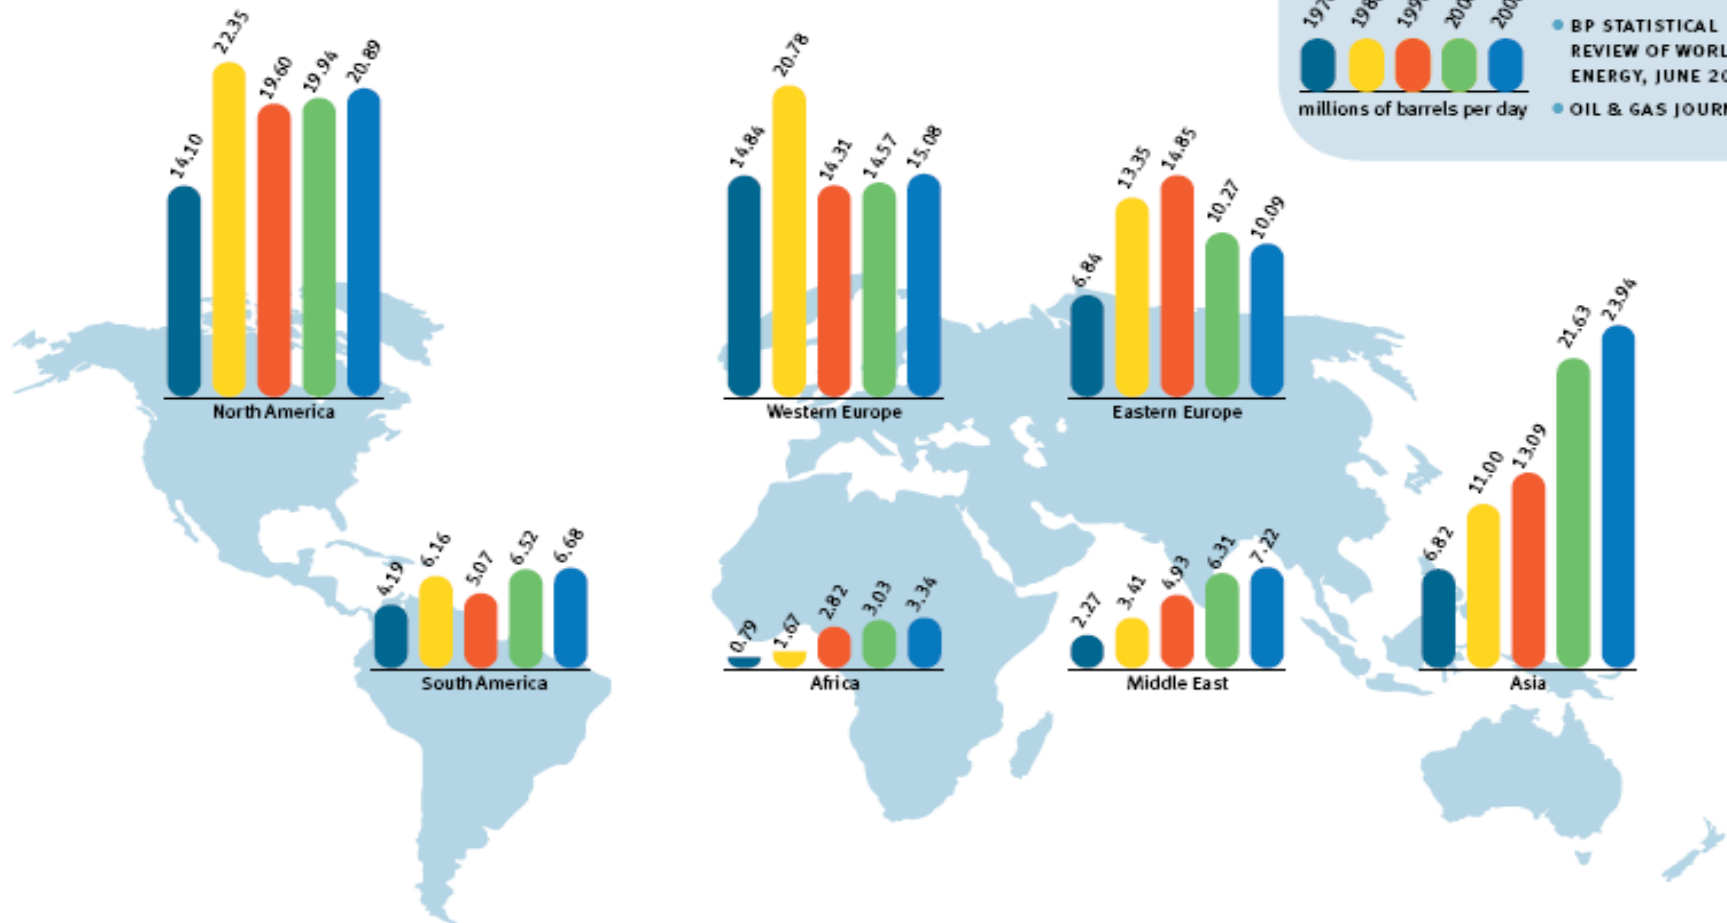 22.35
19.60
19.94
20.89
14.10
North America
20.78
14.84
14.31
14.57
15.08
Western Europe
14.85
13.35
10.27
10.09
6.84
Eastern Europe
millions of barrels per day
BP STATISTICAL
REVIEW OF
ENERGY, JUNE
OIL & GAS
4.19
6.16
5.07
6.52
6.68
South America
0.79
1.67
2.82
3.03
3.34
Africa
2.27
3.41
4.93
6.31
7.22
Middle East
6.82
11.00
13.09
21.63
23.94
Asia